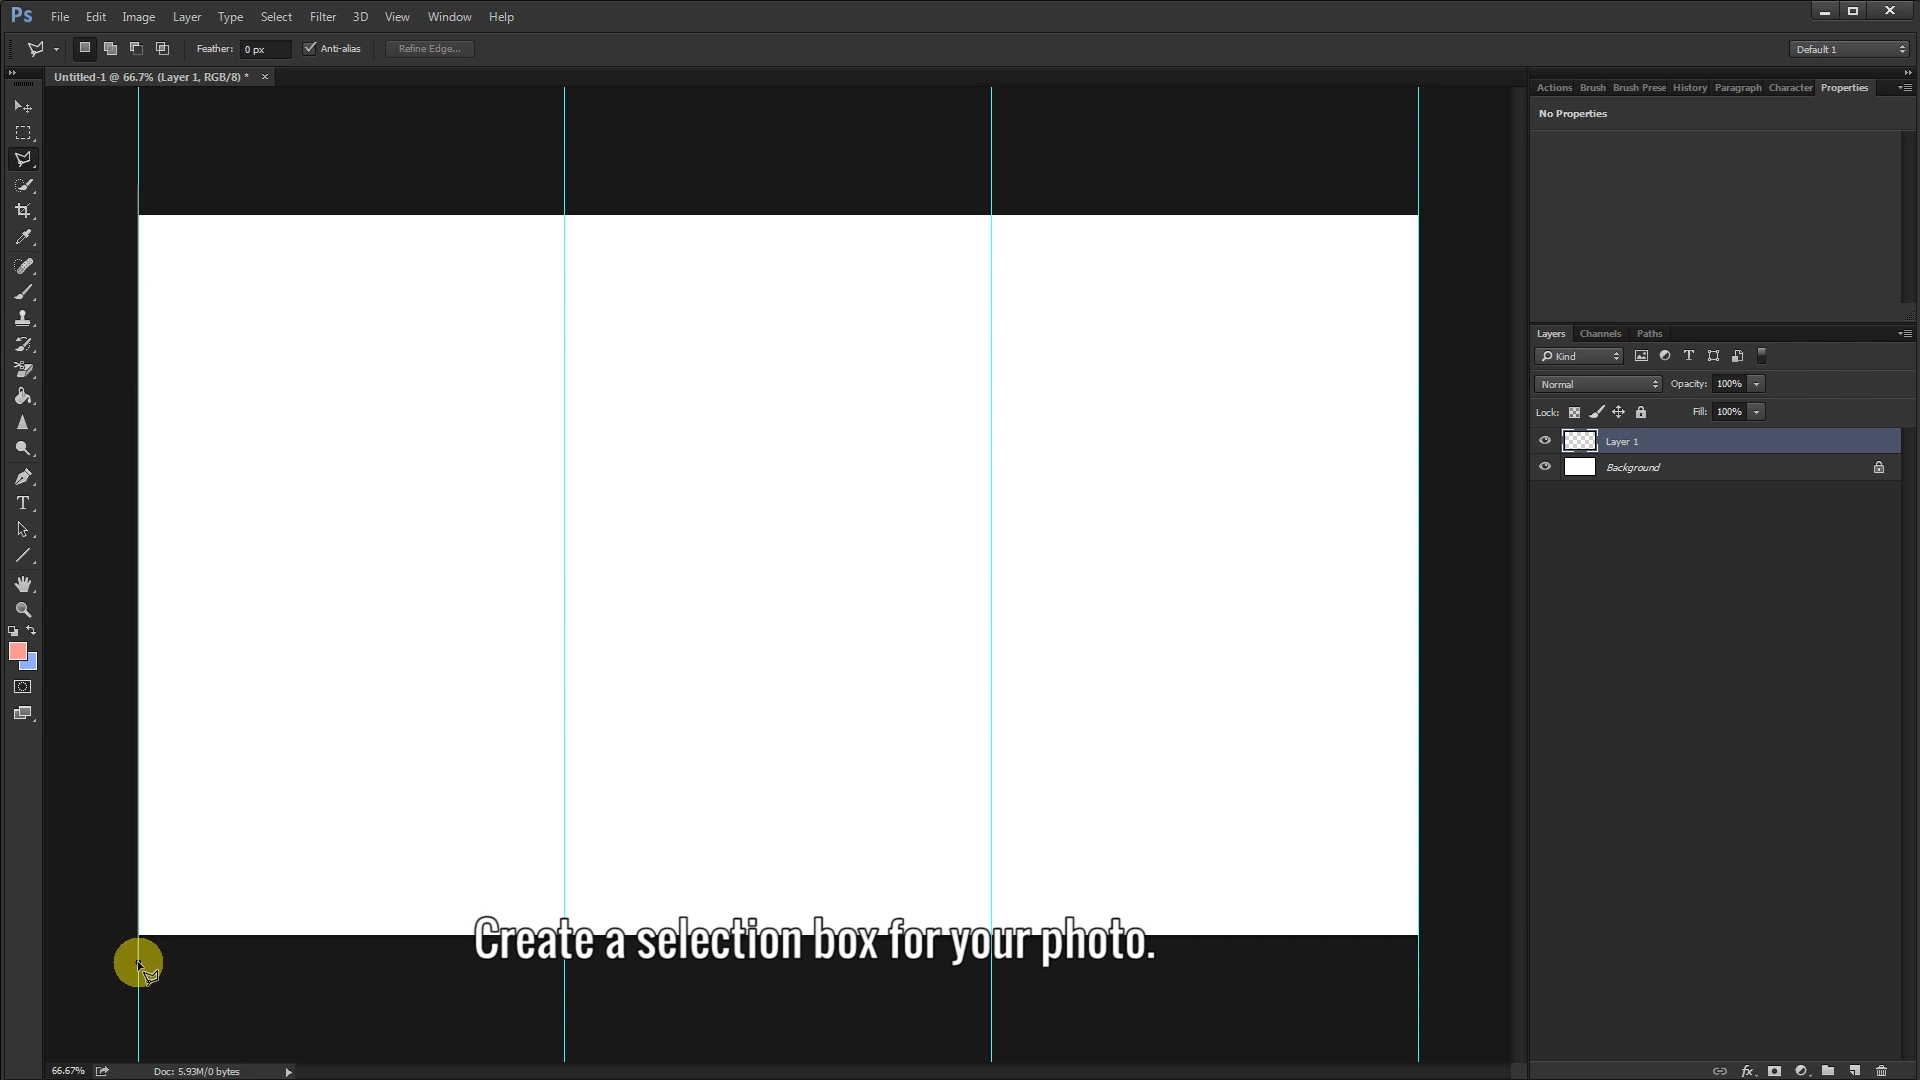 Ps File Edit Image Layer Type Select Filter 3D View Window Help
Feather: 0 px Anti-alias Refine Edge... Default 1
Untitled-1 @ 66.7% (Layer 1, RGB/8) * ×
Actions Brush Brush Prese History Paragraph Character Properties
No Properties
Layers Channels Paths
Kind T
Normal Opacity: 100%
Lock: Fill: 100%
Layer 1
Background
T
Create a selection box for your photo.
66.67% Doc: 5.93M/0 bytes fx